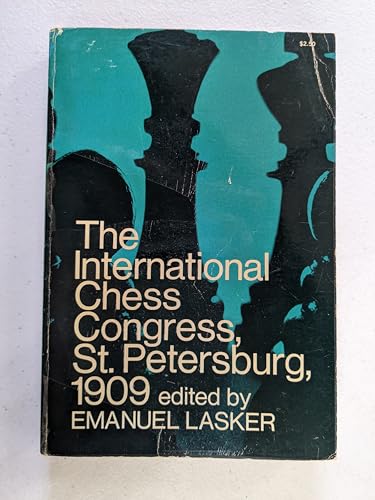 $2.50
The
International
Chess
Congress,
St. Petersburg,
1909 edited by
EMANUEL LASKER